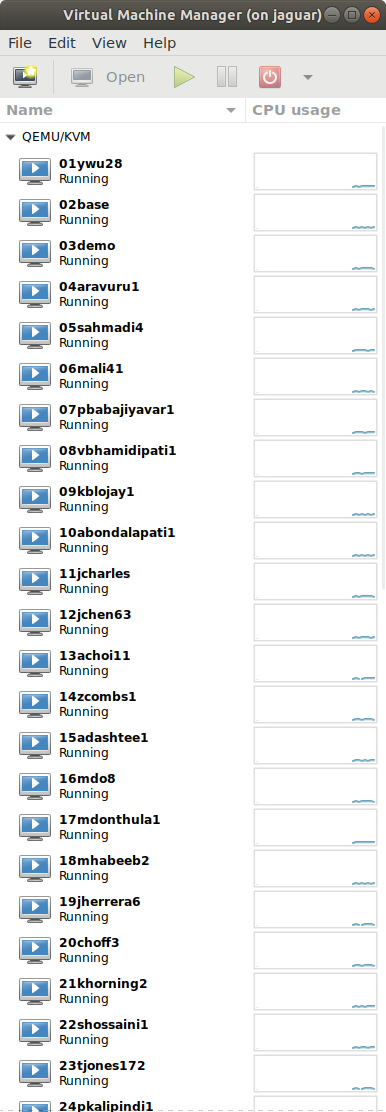 Virtual Machine Manager (on jaguar)
File Edit View Help
Open
Name CPU usage
QEMU/KVM
01ywu28
Running
02base
Running
03demo
Running
04aravuru1
Running
05sahmadi4
Running
06mali41
Running
07pbabajiyavar1
Running
08vbhamidipati1
Running
09kblojay1
Running
10abondalapati1
Running
11jcharles
Running
12jchen63
Running
13achoi11
Running
14zcombs1
Running
15adashtee1
Running
16mdo8
Running
17mdonthula1
Running
18mhabeeb2
Running
19jherrera6
Running
20choff3
Running
21khorning2
Running
22shossaini1
Running
23tjones172
Running
24pkalipindi1